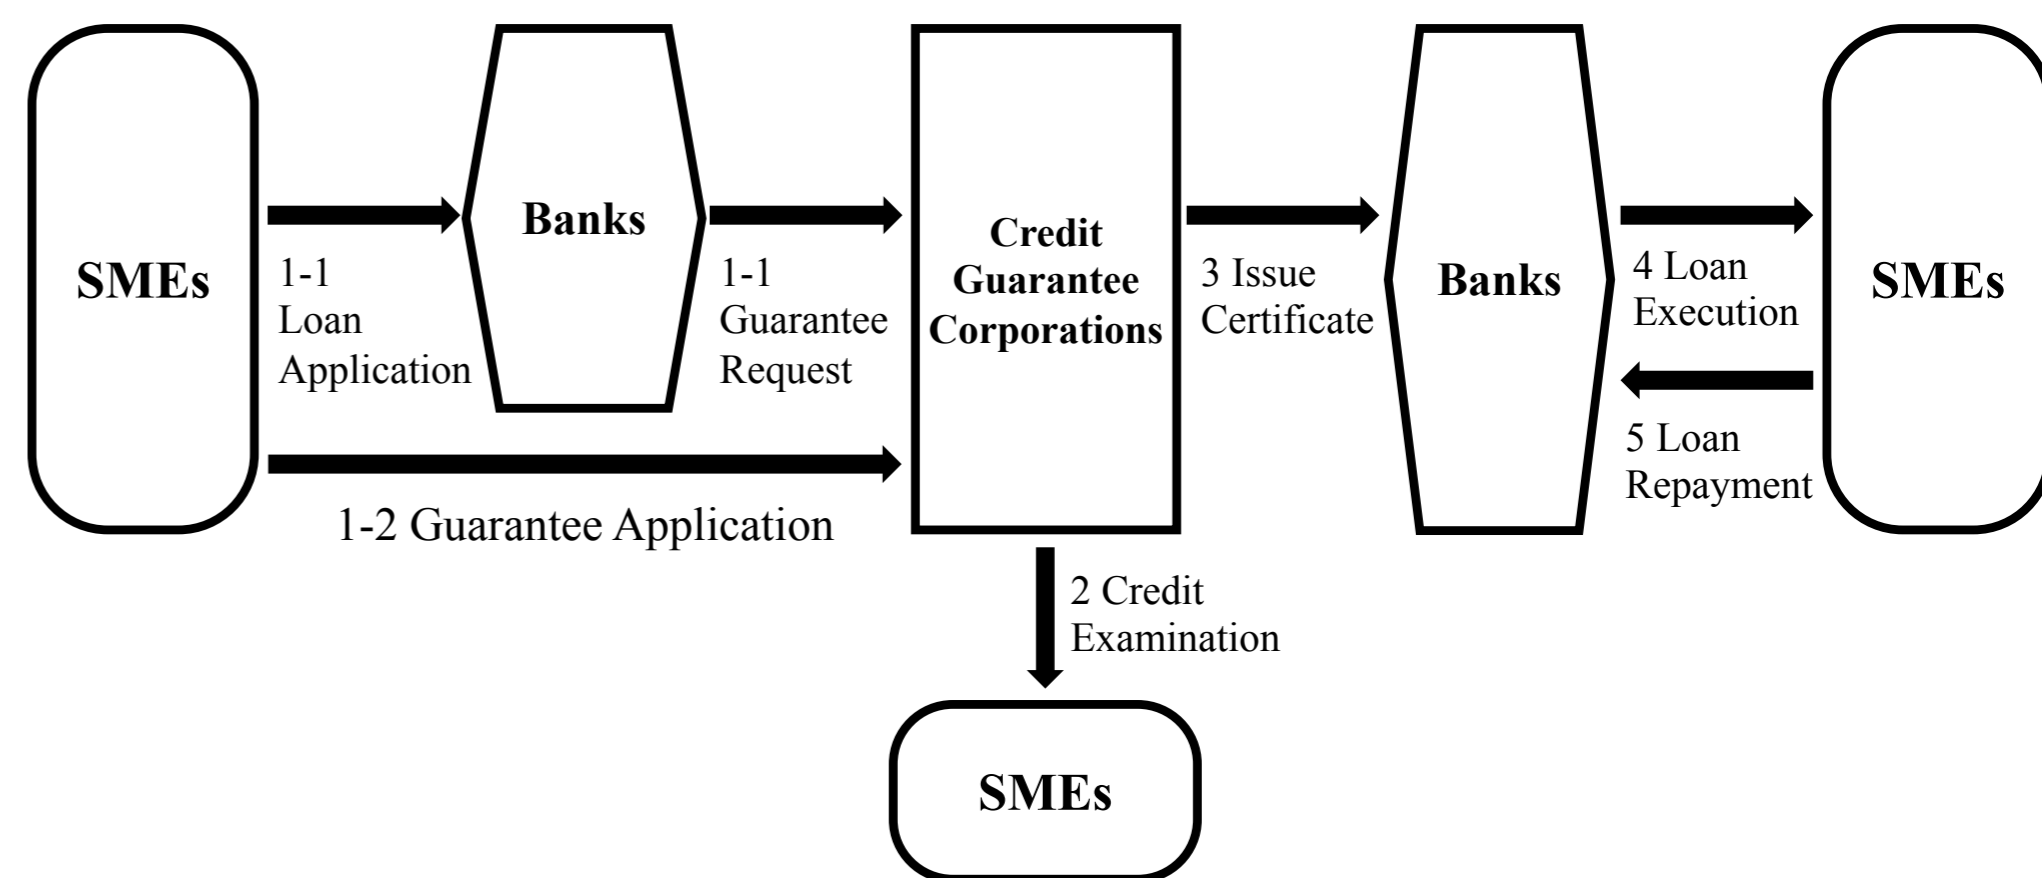 SMEs
1-1
Loan
Application
Banks
1-1
Guarantee
Request
1-2 Guarantee Application
Credit
Guarantee
Corporations
3 Issue
Certificate
Banks
4 Loan
Execution
5 Loan
Repayment
SMEs
2 Credit
Examination
SMEs